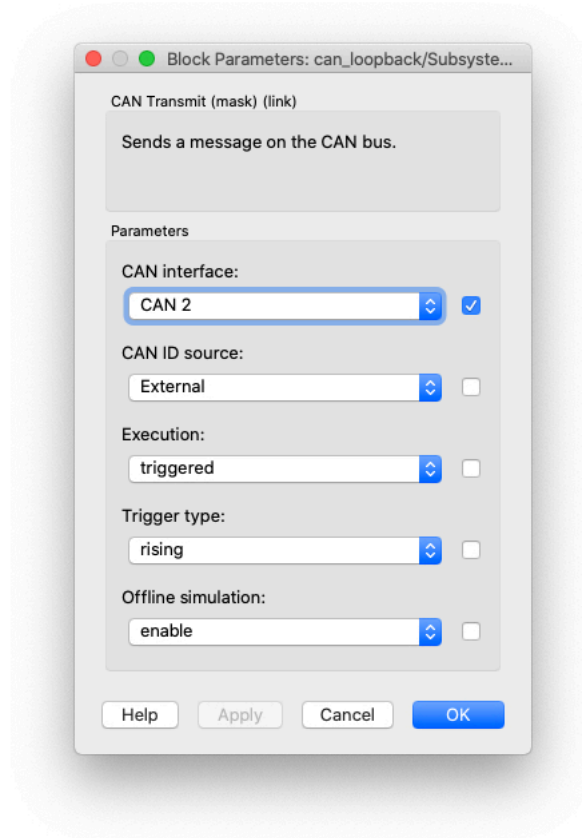 Block Parameters: can_loopback/Subsyste...
CAN Transmit (mask) (link)
Sends a message on the CAN bus.
Parameters
CAN interface:
CAN 2
CAN ID source:
External
Execution:
triggered
Trigger type:
rising
Offline simulation:
enable
Help Apply Cancel OK